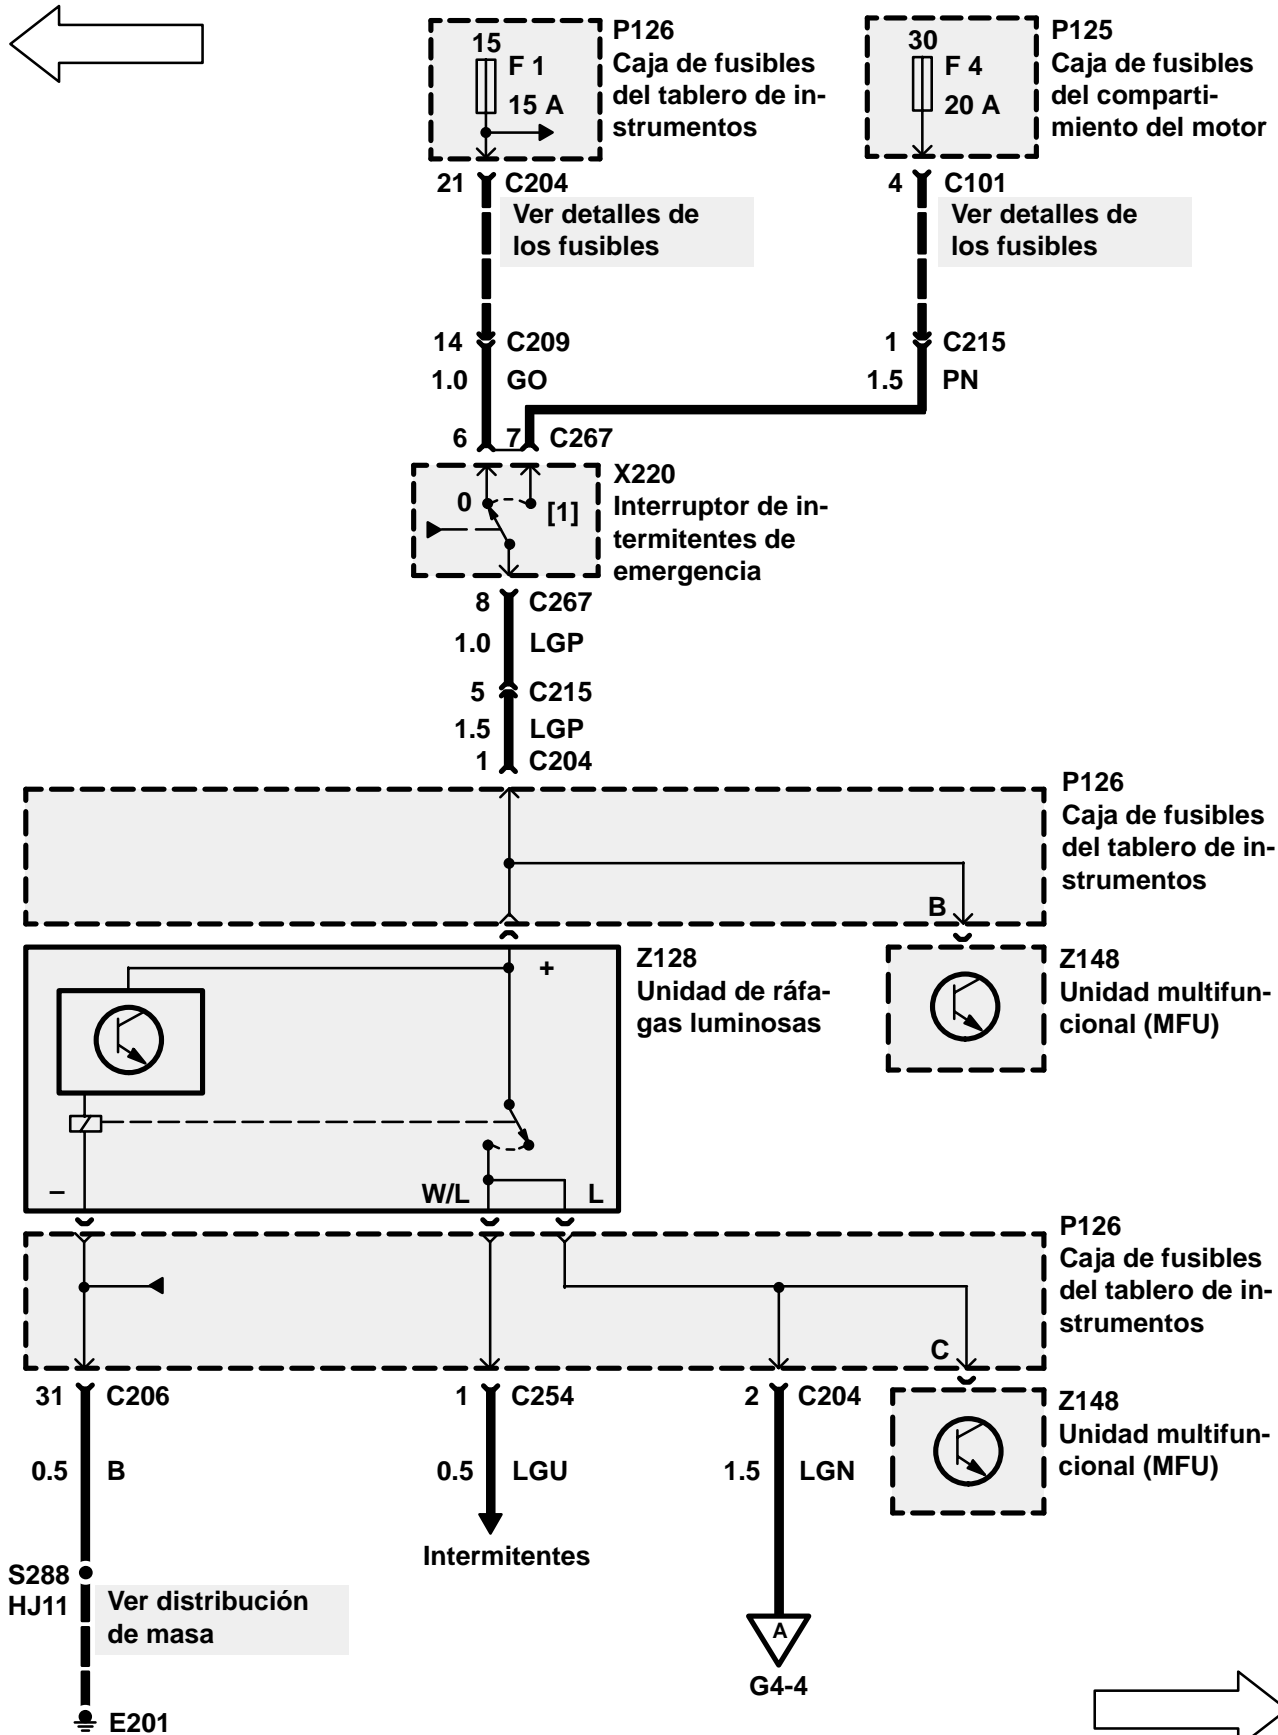 15
F 1
15 A
P126
Caja de fusibles
del tablero de in-
strumentos
30
F 4
20 A
P125
Caja de fusibles
del comparti-
miento del motor
21 C204
Ver detalles de
los fusibles
4 C101
Ver detalles de
los fusibles
14 C209
1.0 GO
1 C215
1.5 PN
6 7 C267
0 [1]
X220
Interruptor de in-
termitentes de
emergencia
8 C267
1.0 LGP
5 C215
1.5 LGP
1 C204
P126
Caja de fusibles
del tablero de in-
strumentos
B
+
Z128
Unidad de ráfa-
gas luminosas
Z148
Unidad multifun-
cional (MFU)
– W/L L
P126
Caja de fusibles
del tablero de in-
strumentos
C
31 C206
0.5 B
1 C254
0.5 LGU
Intermitentes
2 C204
1.5 LGN
Z148
Unidad multifun-
cional (MFU)
S288
HJ11
Ver distribución
de masa
A
G4-4
E201